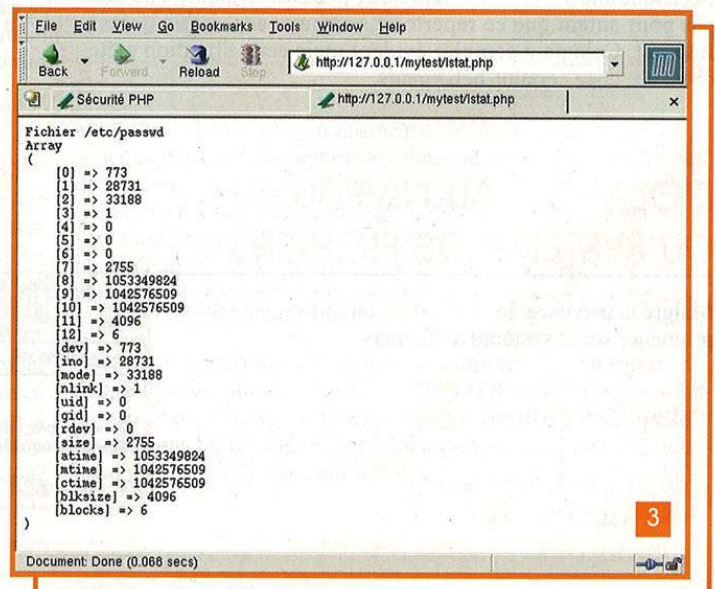 File Edit View Go Bookmarks Tools Window Help
Back Forward Reload Stop http://127.0.0.1/mytest/lstat.php
Sécurité PHP http://127.0.0.1/mytest/lstat.php
Fichier /etc/passwd
Array
(
[0] => 773
[1] => 28731
[2] => 33188
[3] => 1
[4] => 0
[5] => 0
[6] => 0
[7] => 2755
[8] => 1053349824
[9] => 1042576509
[10] => 1042576509
[11] => 4096
[12] => 6
[dev] => 773
[ino] => 28731
[mode] => 33188
[nlink] => 1
[uid] => 0
[gid] => 0
[rdev] => 0
[size] => 2755
[atime] => 1053349824
[mtime] => 1042576509
[ctime] => 1042576509
[blksize] => 4096
[blocks] => 6
)
3
Document: Done (0.068 secs)